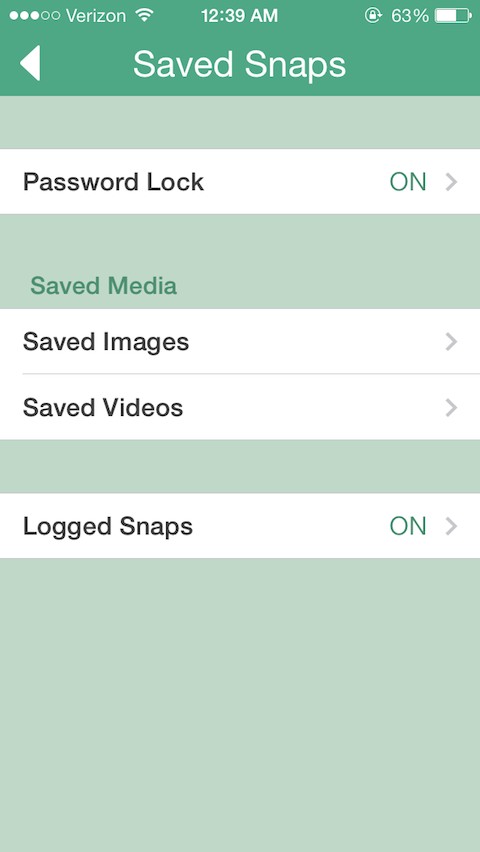 Verizon 12:39 AM 63%
Saved Snaps
Password Lock ON
Saved Media
Saved Images
Saved Videos
Logged Snaps ON